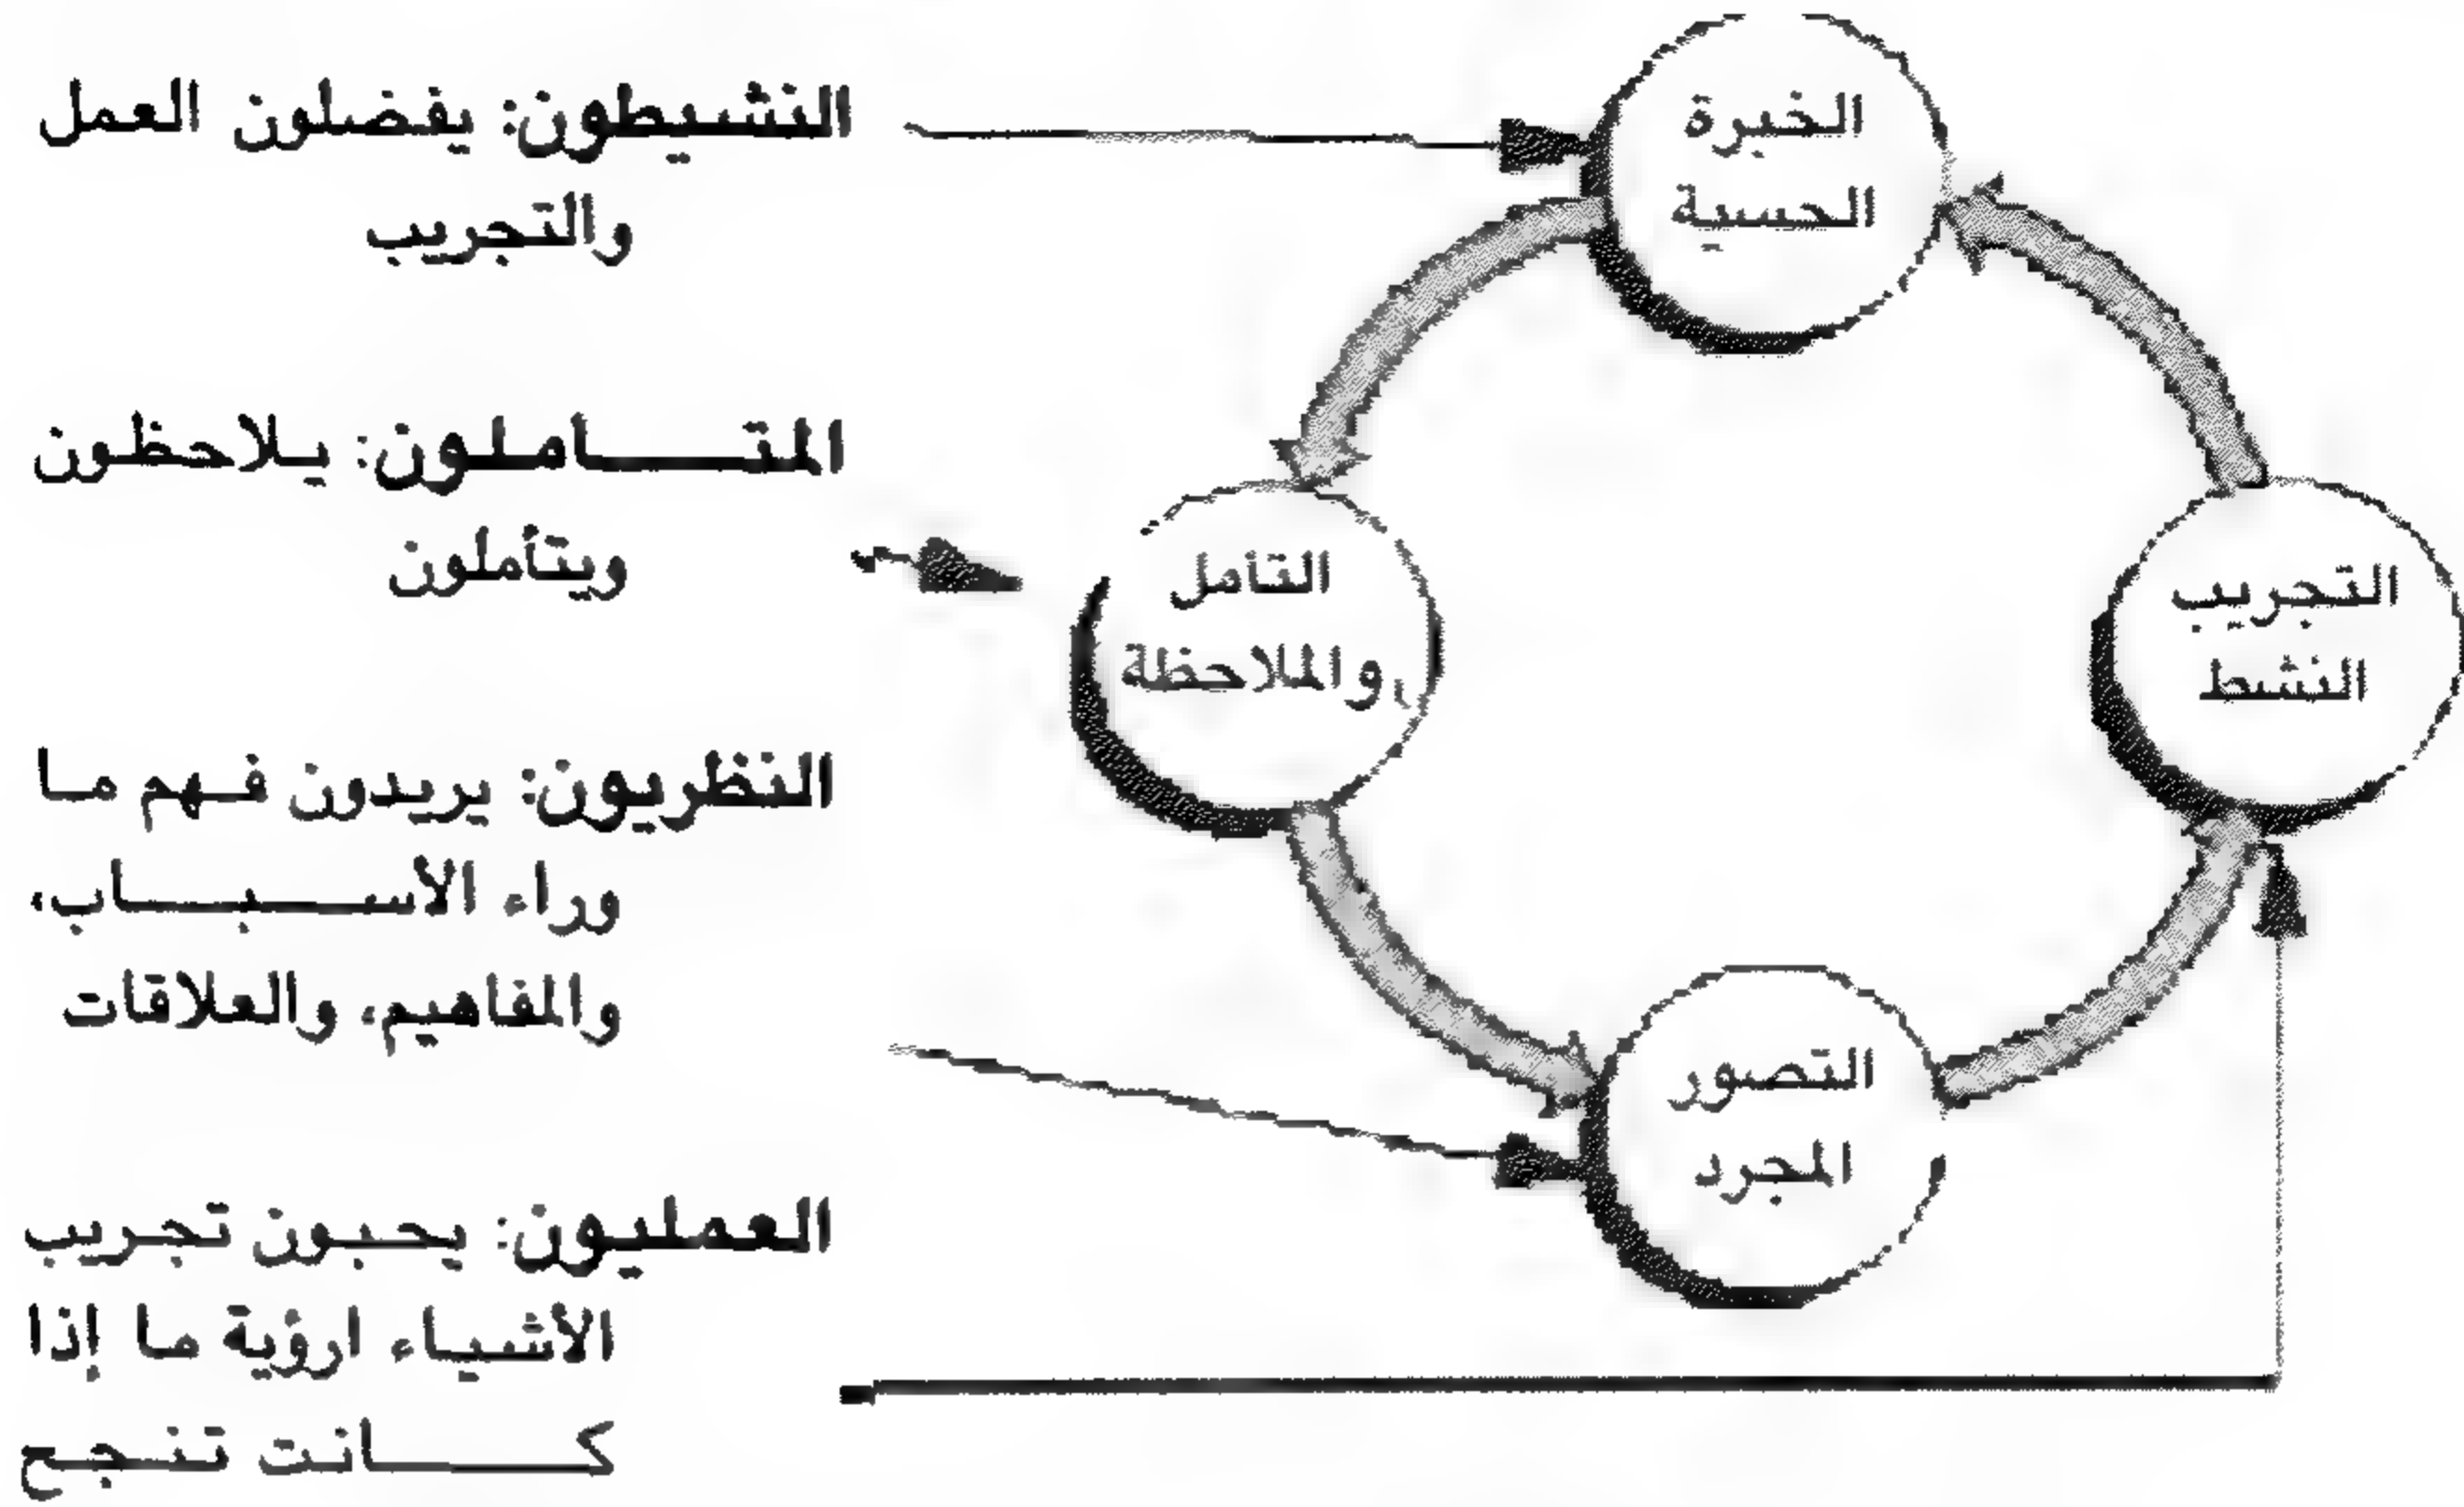 النشيطون: يفضلون العمل
والتجريب
المتاملون: يلاحظون
ويتأملون
النظريون: يريدون فهم ما
وراء الأسباب،
والمفاهيم، والعلاقات
العمليون: يحبون تجريب
الأشياء ارؤية ما إذا
كانت تنجح
الخبرة
الحسية
التأمل
والملاحظة
التصور
المجرد
التجريب
النشط